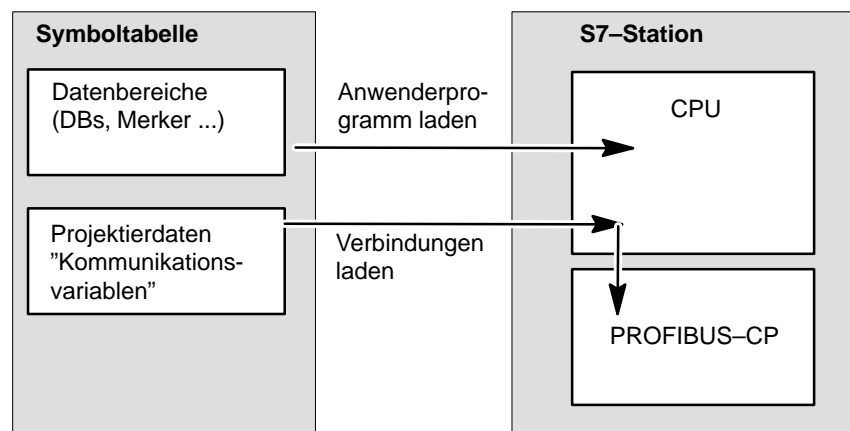 Symboltabelle
Datenbereiche
(DBs, Merker ...)
Projektierdaten
”Kommunikations-
variablen”
Anwenderpro-
gramm laden
Verbindungen
laden
S7–Station
CPU
PROFIBUS–CP